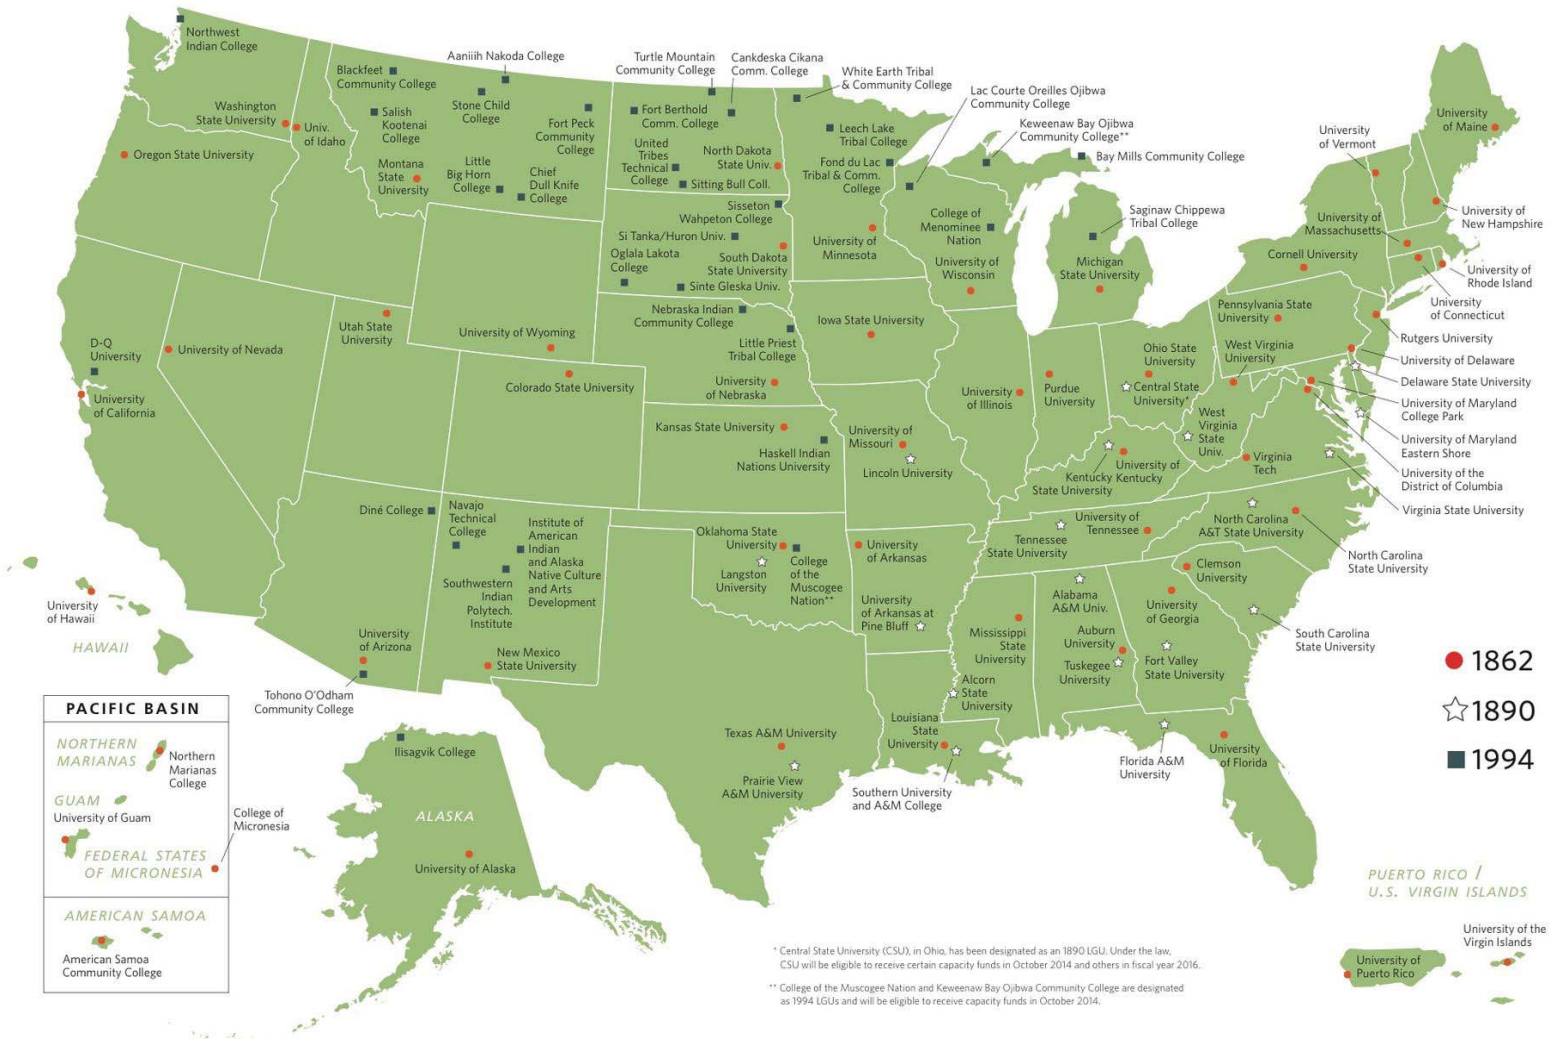 Northwest
Indian College
Washington
State University
Univ.
of Idaho
Oregon State University
Blackfeet
Community College
Salish
Kootenai
College
Montana
State
University
Aaniiih Nakoda College
Stone Child
College
Fort Peck
Community
College
Little
Big Horn
College
Chief
Dull Knife
College
Turtle Mountain
Community College
Cankdeska Cikana
Comm. College
Fort Berthold
Comm. College
United
Tribes
Technical
College
North Dakota
State Univ.
Sitting Bull Coll.
Sisseton
Wahpeton College
Si Tanka/Huron Univ.
Oglala Lakota
College
South Dakota
State University
Sinte Gleska Univ.
Nebraska Indian
Community College
Little Priest
Tribal College
University
of Nebraska
White Earth Tribal
& Community College
Leech Lake
Tribal College
Fond du Lac
Tribal & Comm.
College
University of
Minnesota
Lac Courte Oreilles Ojibwa
Community College
Keweenaw Bay Ojibwa
Community College**
Bay Mills Community College
College of
Menominee
Nation
University of
Wisconsin
Saginaw Chippewa
Tribal College
Michigan
State University
University
of Maine
University
of Vermont
University of
New Hampshire
University of
Massachusetts
Cornell University
University of
Rhode Island
University
of Connecticut
Pennsylvania State
University
Rutgers University
University of Delaware
Delaware State University
University of Maryland
College Park
University of Maryland
Eastern Shore
University of the
District of Columbia
Virginia State University
West Virginia
University
West
Virginia
State
Univ.
Virginia
Tech
Ohio State
University
Central State
University*
Purdue
University
University
of Illinois
Iowa State University
University of
Missouri
Lincoln University
Kansas State University
Haskell Indian
Nations University
University of Wyoming
Colorado State University
Utah State
University
University of Nevada
D-Q
University
University
of California
Kentucky
State University
University of
Kentucky
University of
Tennessee
Tennessee
State University
North Carolina
A&T State University
North Carolina
State University
Clemson
University
South Carolina
State University
University
of Georgia
Fort Valley
State University
Alabama
A&M Univ.
Auburn
University
Tuskegee
University
Mississippi
State
University
Alcorn
State
University
Louisiana
State
University
Southern University
and A&M College
Florida A&M
University
University
of Florida
University
of Arkansas
University
of Arkansas at
Pine Bluff
Oklahoma State
University
Langston
University
College
of the
Muscogee
Nation**
Texas A&M University
Prairie View
A&M University
Diné College
Navajo
Technical
College
Institute of
American
Indian
and Alaska
Native Culture
and Arts
Development
Southwestern
Indian
Polytech.
Institute
New Mexico
State University
University
of Arizona
Tohono O'Odham
Community College
University
of Hawaii
HAWAII
PACIFIC BASIN
NORTHERN
MARIANAS
Northern
Marianas
College
GUAM
University of Guam
FEDERAL STATES
OF MICRONESIA
College of
Micronesia
AMERICAN SAMOA
American Samoa
Community College
Ilisagvik College
ALASKA
University of Alaska
1862
1890
1994
PUERTO RICO /
U.S. VIRGIN ISLANDS
University of the
Virgin Islands
University of
Puerto Rico
* Central State University (CSU), in Ohio, has been designated as an 1890 LGU. Under the law,
CSU will be eligible to receive certain capacity funds in October 2014 and others in fiscal year 2016.
** College of the Muscogee Nation and Keweenaw Bay Ojibwa Community College are designated
as 1994 LGUs and will be eligible to receive capacity funds in October 2014.